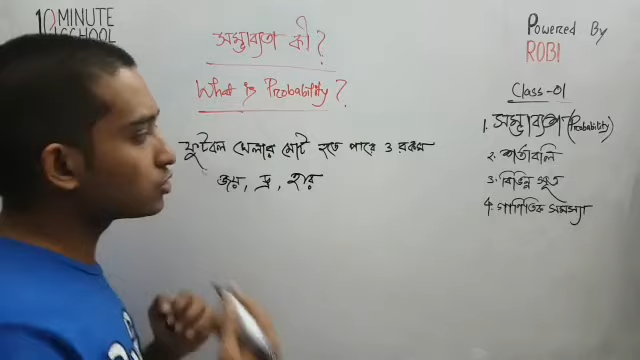 10 MINUTE SCHOOL
সম্ভাব্যতা কী?
What is Probability?
ফুটবল খেলার মোট হতে পারে 3 রকম
জয়, ড্র, হার
Powered By
ROBI
Class-01
1. সম্ভাব্যতা (Probability)
২. শর্তাবলি
3. বিভিন্ন সূত্র
4. গাণিতিক সমস্যা